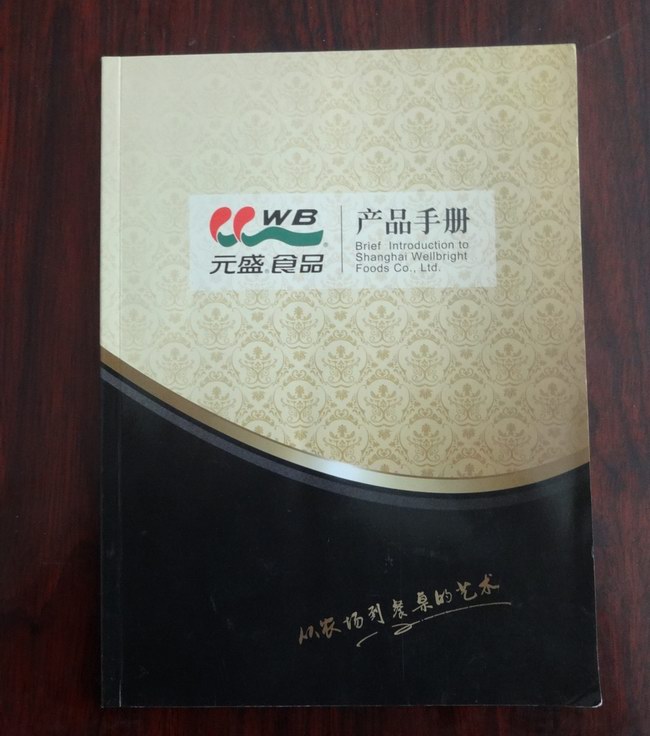 WB
®
元盛®食品
产品手册
Brief Introduction to
Shanghai Wellbright
Foods Co., Ltd.
从农场到餐桌的艺术